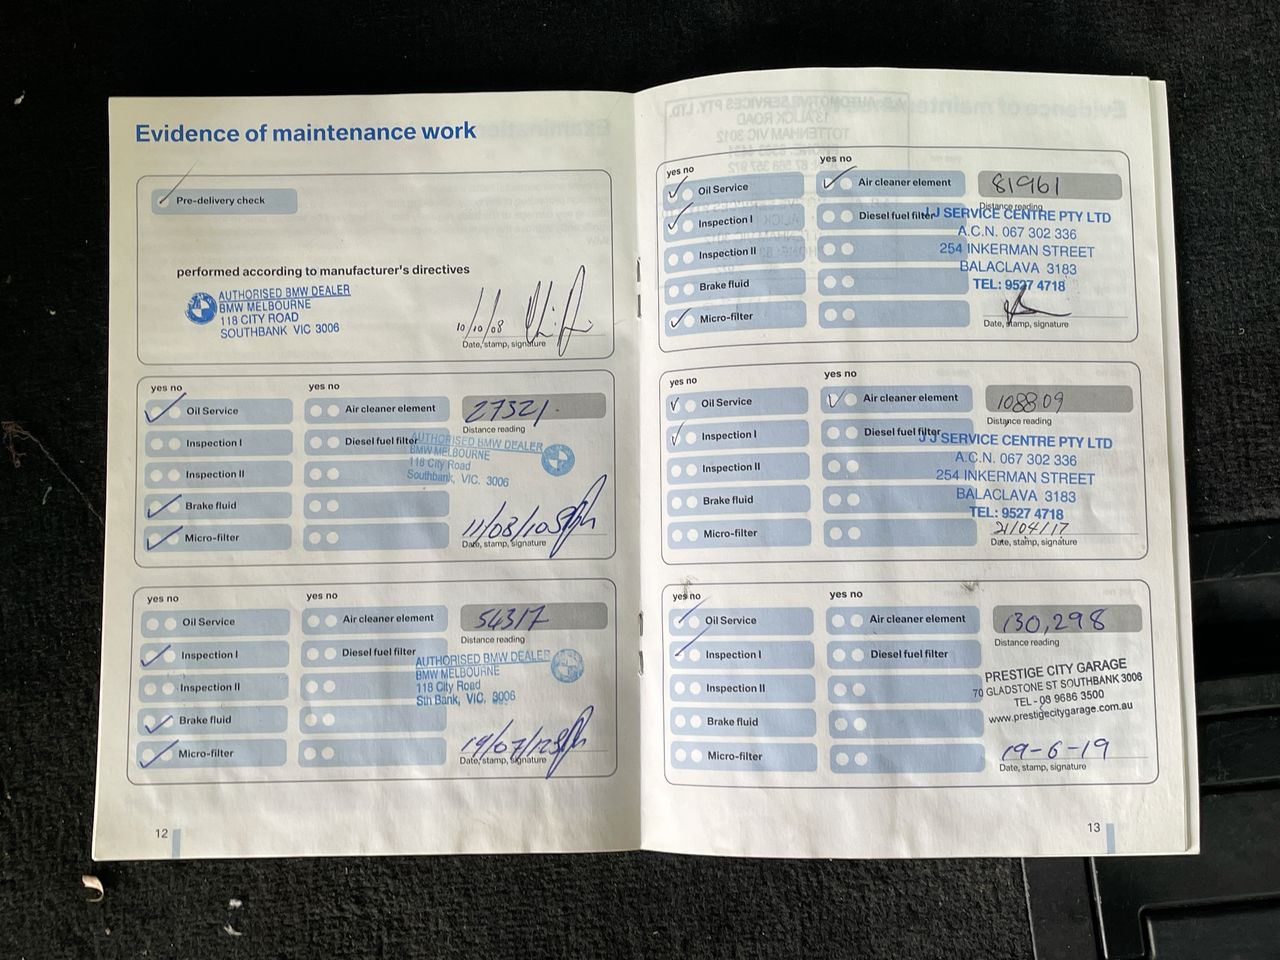 Evidence of maintenance work
Pre-delivery check
performed according to manufacturer's directives
AUTHORISED BMW DEALER
BMW MELBOURNE
118 CITY ROAD
SOUTHBANK VIC 3006
10/10/08
Date, stamp, signature
yes no
yes no
Oil Service
Air cleaner element
27321
Distance reading
Inspection I
Diesel fuel filter
AUTHORISED BMW DEALER
BMW MELBOURNE
118 City Road
Southbank, VIC. 3006
Inspection II
Brake fluid
Micro-filter
11/08/10
Date, stamp, signature
yes no
yes no
Oil Service
Air cleaner element
54317
Distance reading
Inspection I
Diesel fuel filter
AUTHORISED BMW DEALER
BMW MELBOURNE
118 City Road
Sth Bank, VIC. 3006
Inspection II
Brake fluid
Micro-filter
19/07/12
Date, stamp, signature
12
yes no
yes no
Oil Service
Air cleaner element
81961
Distance reading
Inspection I
Diesel fuel filter
J J SERVICE CENTRE PTY LTD
A.C.N. 067 302 336
254 INKERMAN STREET
BALACLAVA 3183
TEL: 9527 4718
Inspection II
Brake fluid
Micro-filter
Date, stamp, signature
yes no
yes no
Oil Service
Air cleaner element
108809
Distance reading
Inspection I
Diesel fuel filter
J J SERVICE CENTRE PTY LTD
A.C.N. 067 302 336
254 INKERMAN STREET
BALACLAVA 3183
TEL: 9527 4718
Inspection II
Brake fluid
Micro-filter
21/04/17
Date, stamp, signature
yes no
yes no
Oil Service
Air cleaner element
130,298
Distance reading
Inspection I
Diesel fuel filter
PRESTIGE CITY GARAGE
70 GLADSTONE ST SOUTHBANK 3006
TEL - 03 9686 3500
www.prestigecitygarage.com.au
Inspection II
Brake fluid
Micro-filter
19-6-19
Date, stamp, signature
13